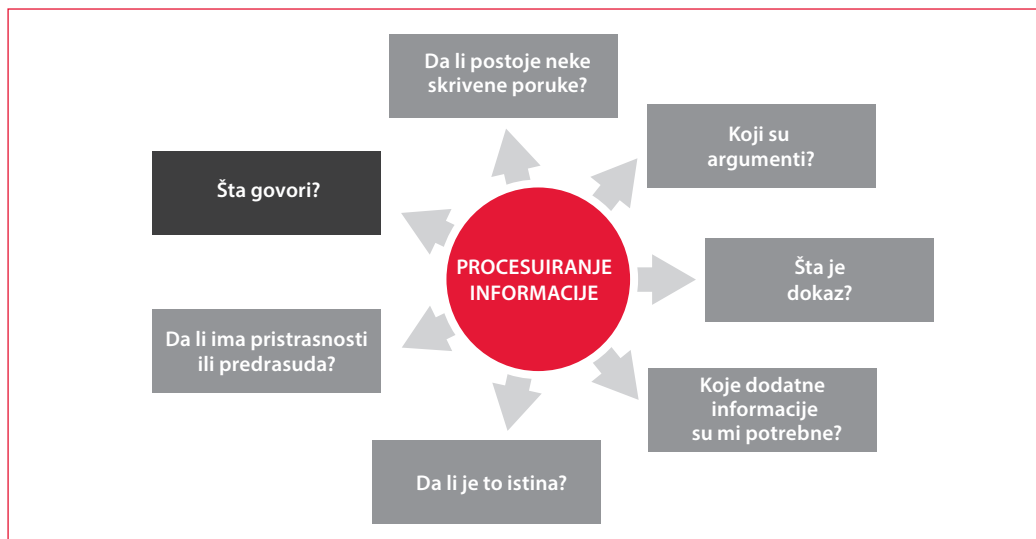 Da li postoje neke
skrivene poruke?
Koji su
argumenti?
Šta govori?
PROCESUIRANJE
INFORMACIJE
Šta je
dokaz?
Da li ima pristrasnosti
ili predrasuda?
Koje dodatne
informacije
su mi potrebne?
Da li je to istina?